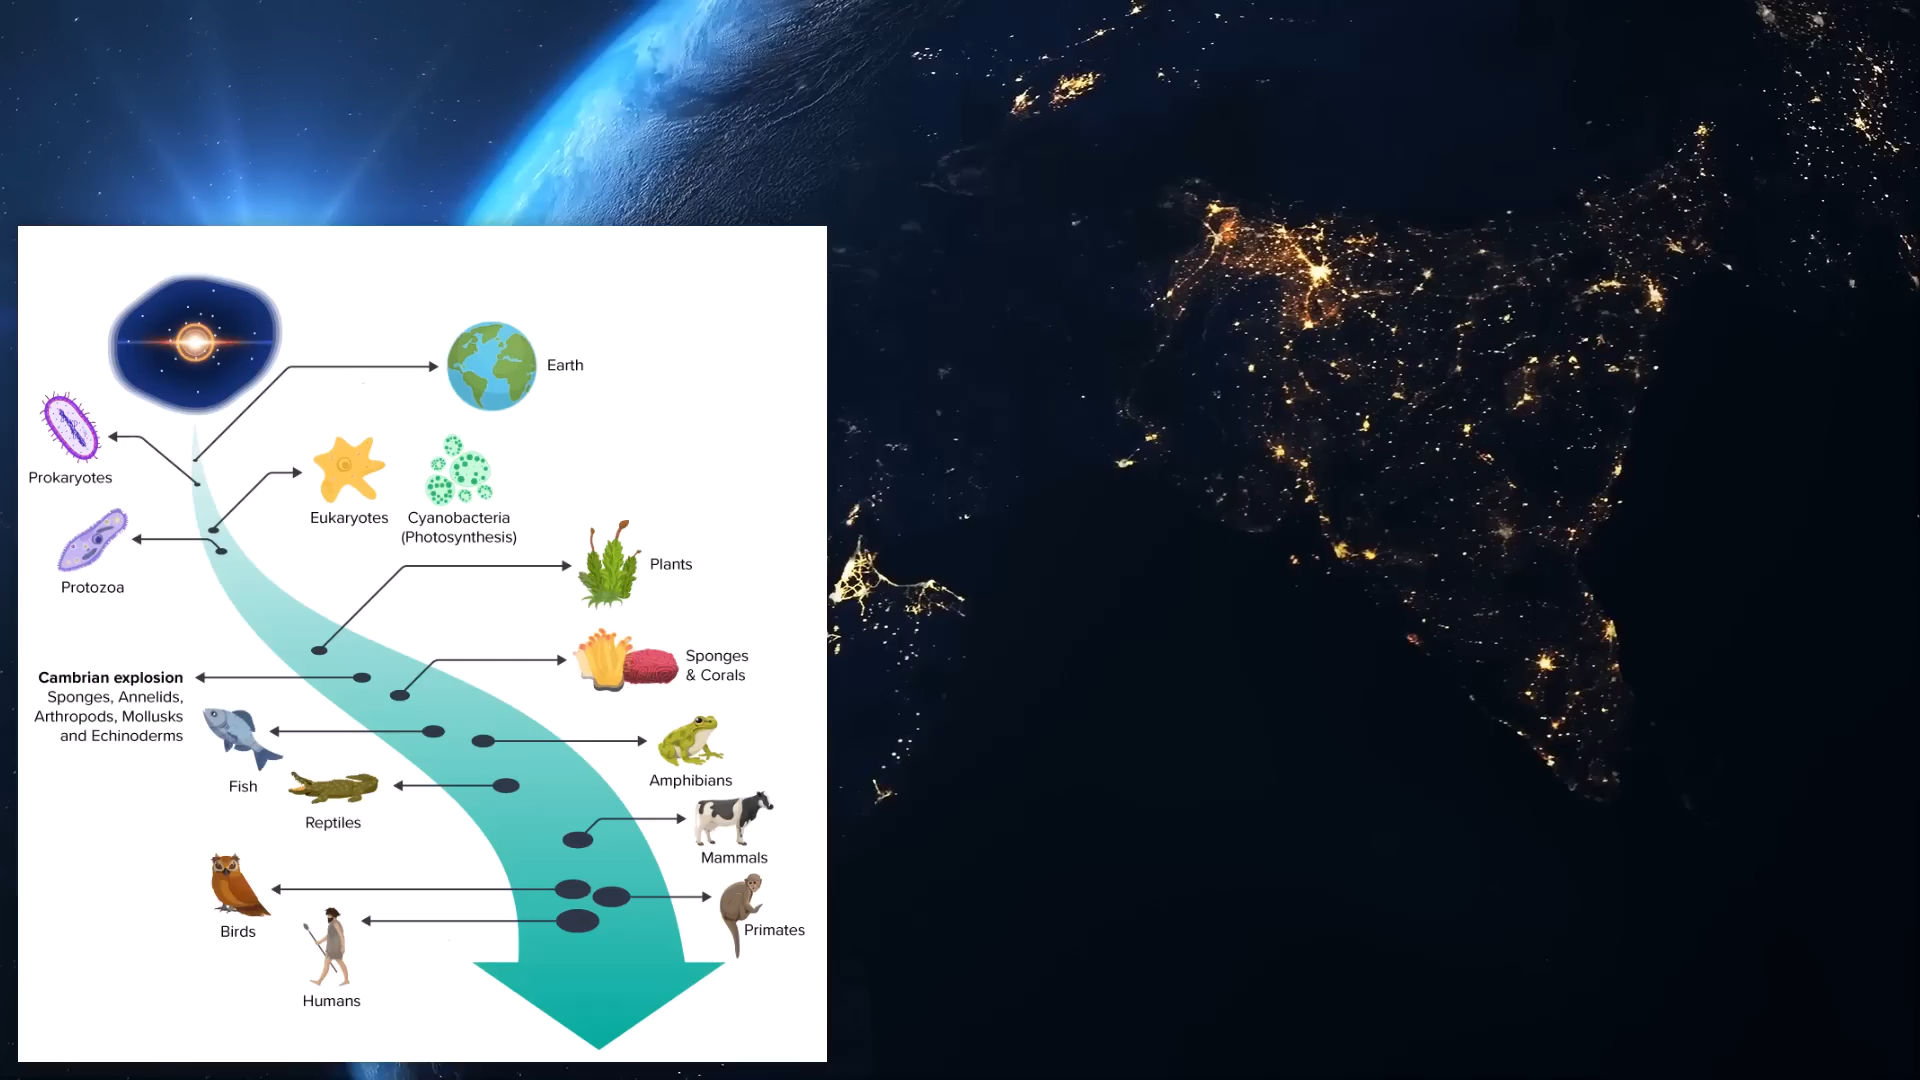 Earth
Prokaryotes
Eukaryotes
Cyanobacteria
(Photosynthesis)
Protozoa
Plants
Sponges
& Corals
Cambrian explosion
Sponges, Annelids,
Arthropods, Mollusks
and Echinoderms
Fish
Amphibians
Reptiles
Mammals
Birds
Primates
Humans